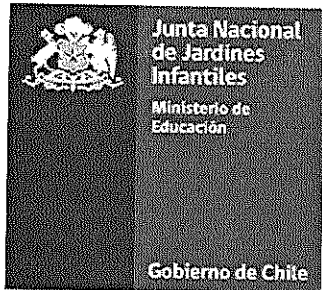 Junta Nacional
de Jardines
Infantiles
Ministerio de
Educación
Gobierno de Chile